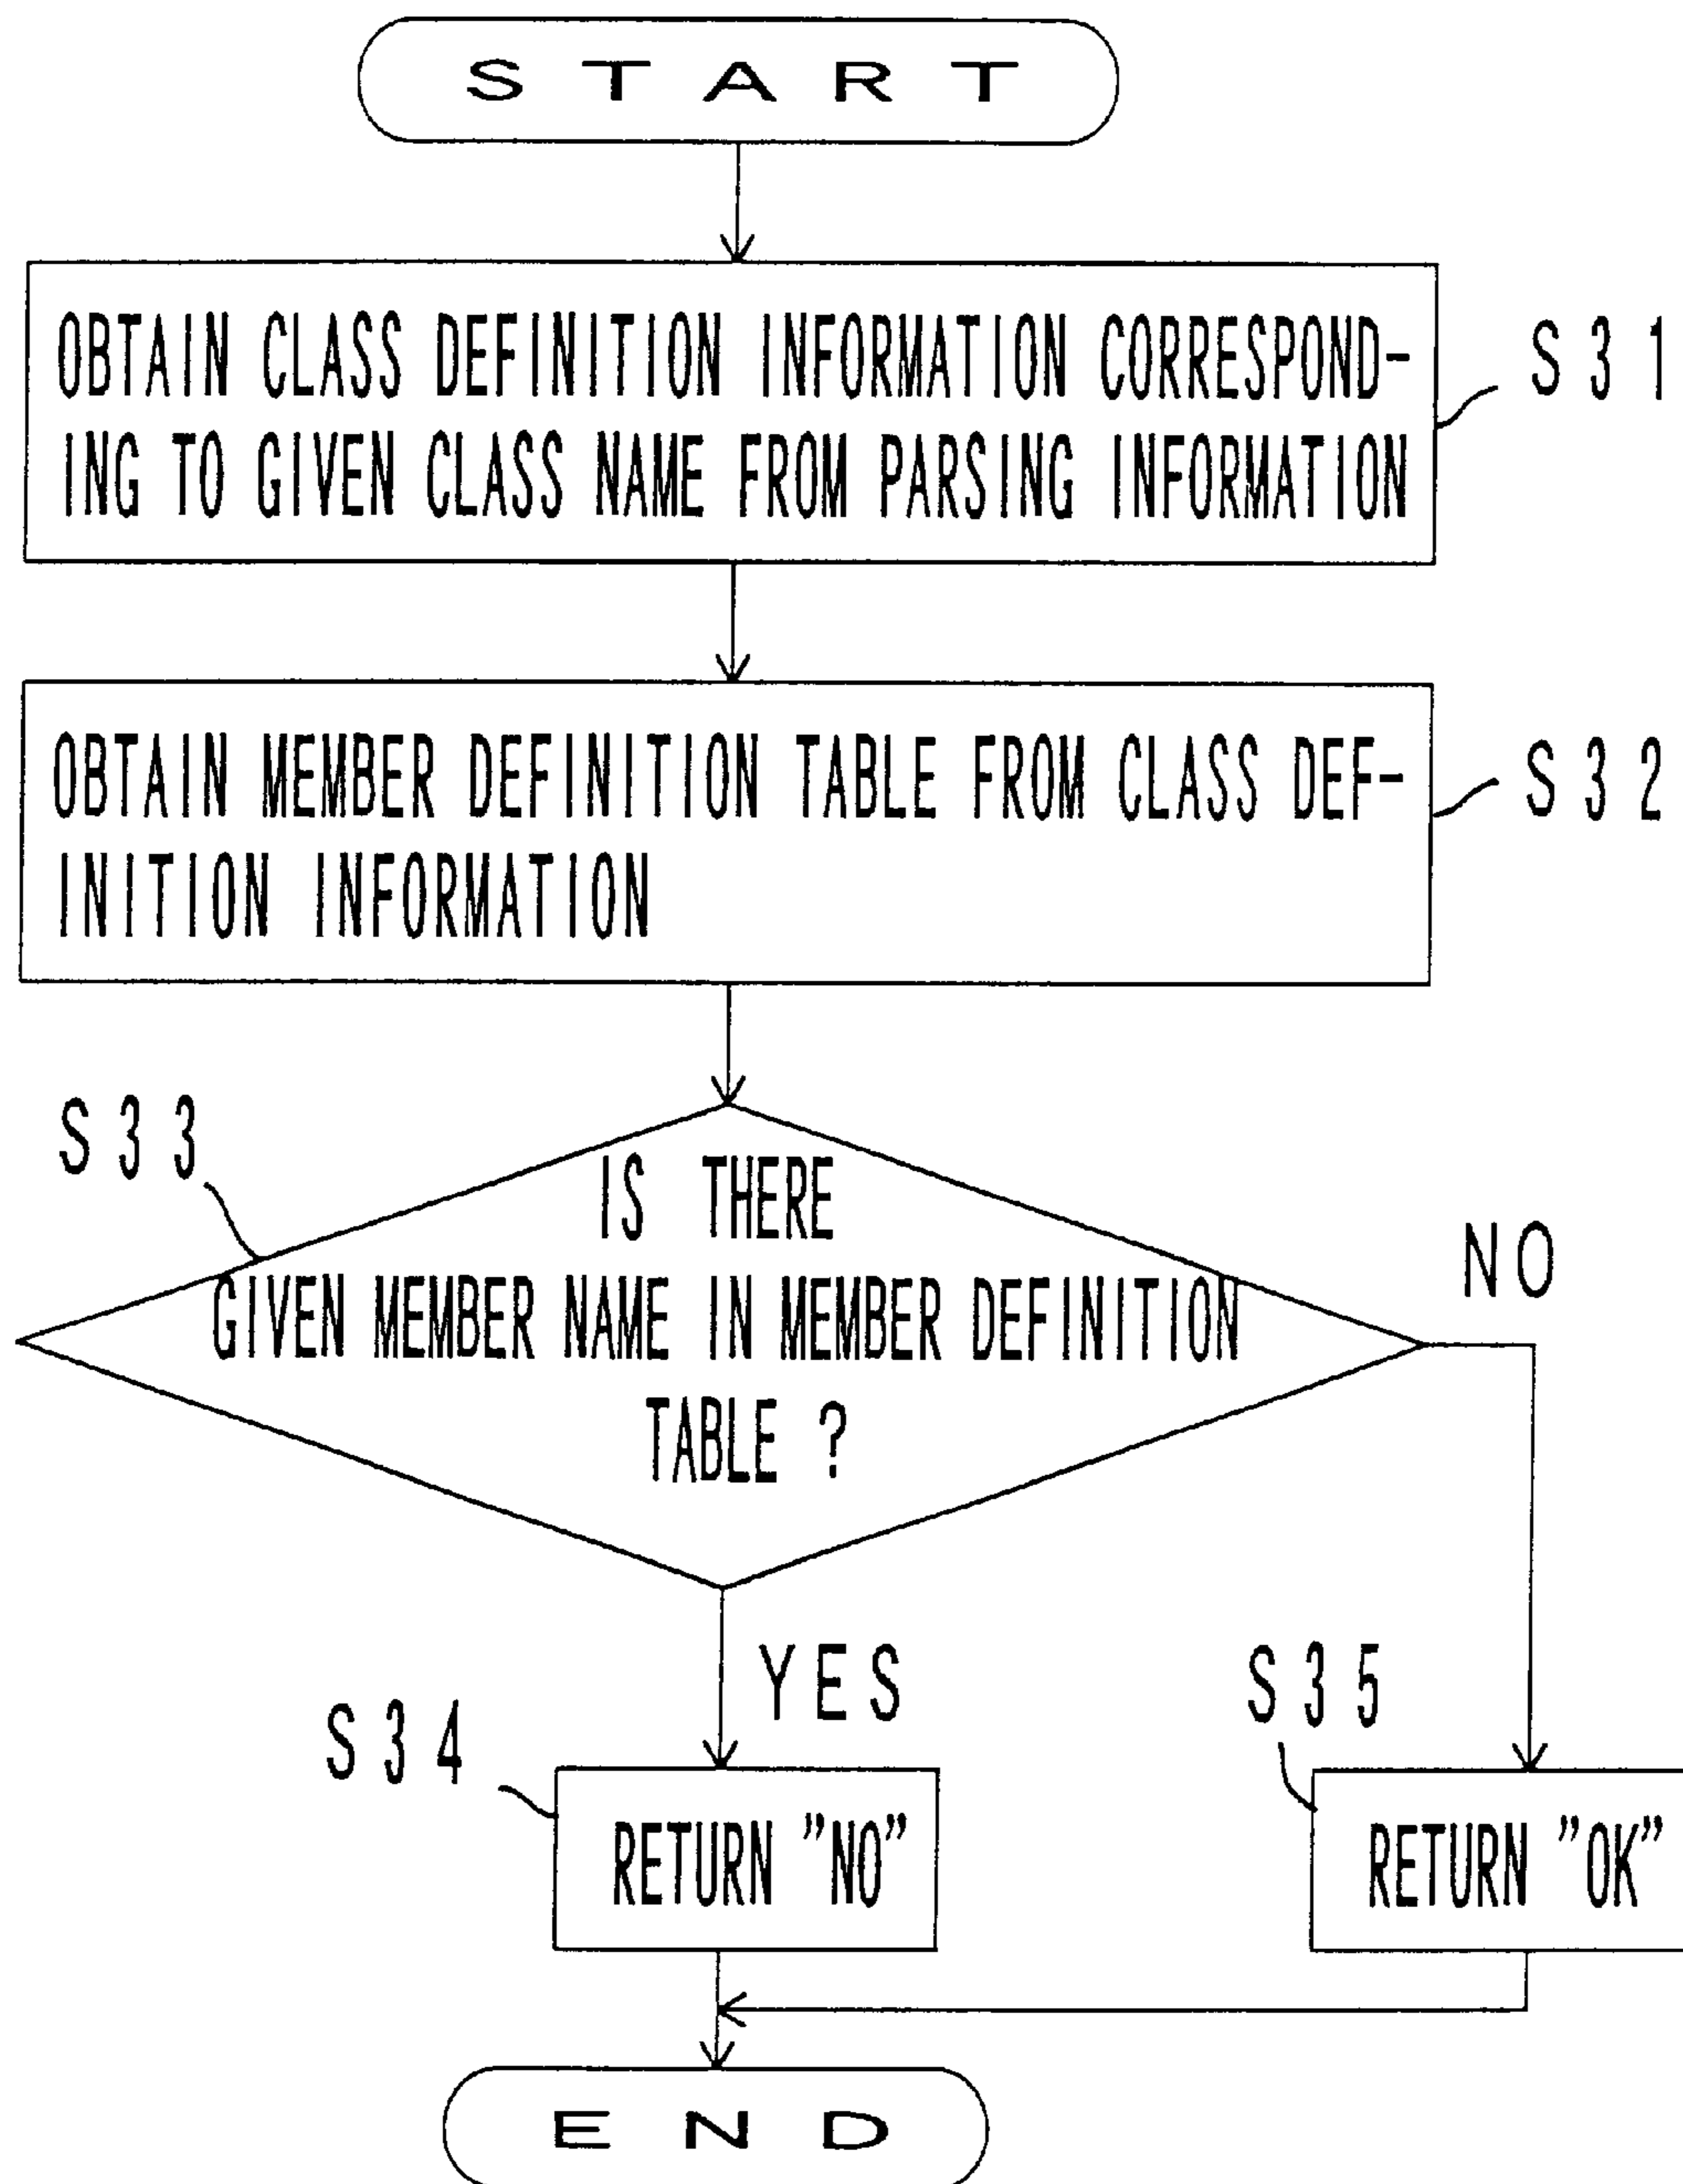 START
OBTAIN CLASS DEFINITION INFORMATION CORRESPOND-
ING TO GIVEN CLASS NAME FROM PARSING INFORMATION
S31
OBTAIN MEMBER DEFINITION TABLE FROM CLASS DEF-
INITION INFORMATION
S32
S33
IS THERE
GIVEN MEMBER NAME IN MEMBER DEFINITION
TABLE ?
NO
YES
S34
RETURN "NO"
S35
RETURN "OK"
END